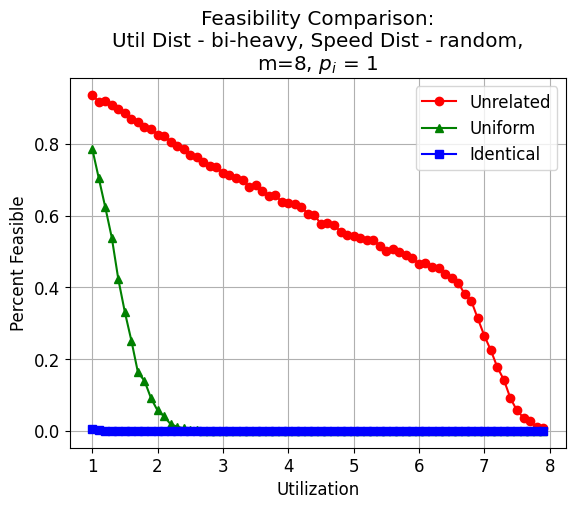 Feasibility Comparison:
Util Dist - bi-heavy, Speed Dist - random,
m=8, pᵢ = 1
Unrelated
Uniform
Identical
Percent Feasible
0.8
0.6
0.4
0.2
0.0
1 2 3 4 5 6 7 8
Utilization